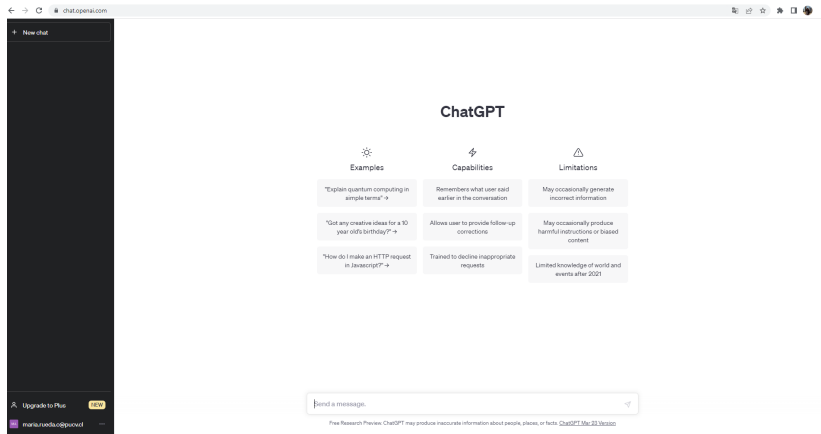 chat.openai.com
+ New chat
ChatGPT
Examples
"Explain quantum computing in
simple terms" →
"Got any creative ideas for a 10
year old's birthday?" →
"How do I make an HTTP request
in Javascript?" →
Capabilities
Remembers what user said
earlier in the conversation
Allows user to provide follow-up
corrections
Trained to decline inappropriate
requests
Limitations
May occasionally generate
incorrect information
May occasionally produce
harmful instructions or biased
content
Limited knowledge of world and
events after 2021
Upgrade to Plus NEW
maria.rueda.c@pucv.cl
Send a message.
Free Research Preview. ChatGPT may produce inaccurate information about people, places, or facts. ChatGPT Mar 23 Version